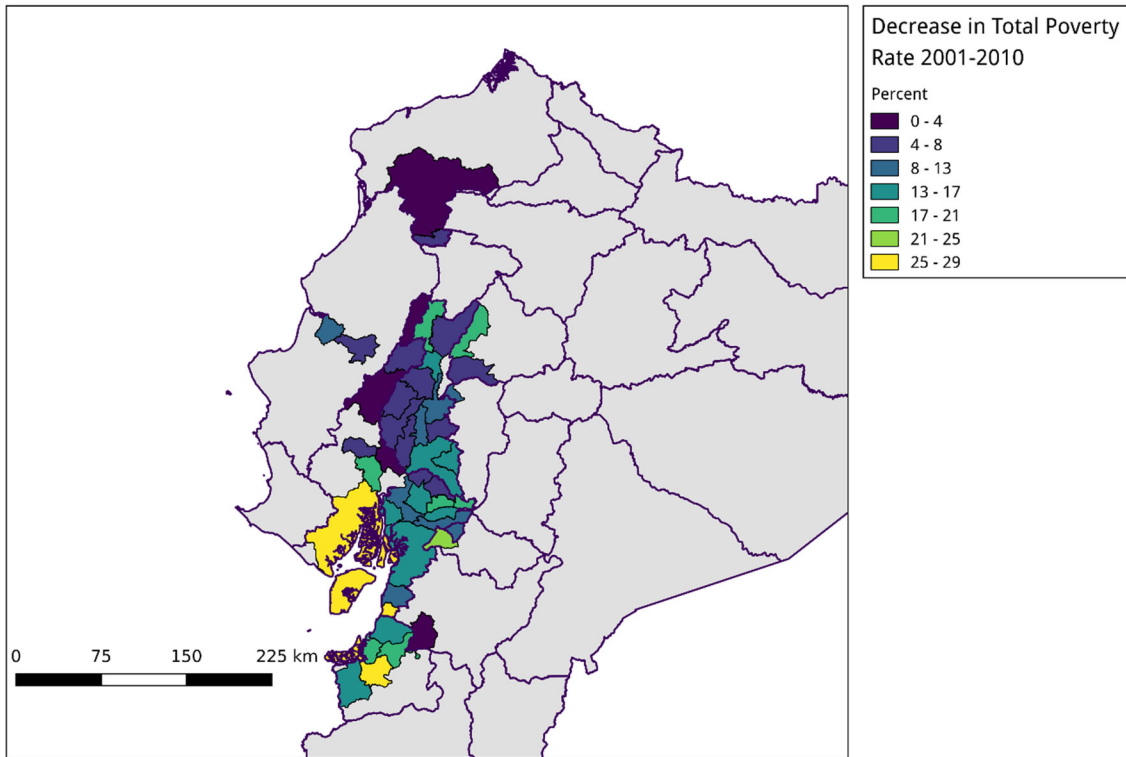 Decrease in Total Poverty
Rate 2001-2010
Percent
0 - 4
4 - 8
8 - 13
13 - 17
17 - 21
21 - 25
25 - 29
0 75 150 225 km